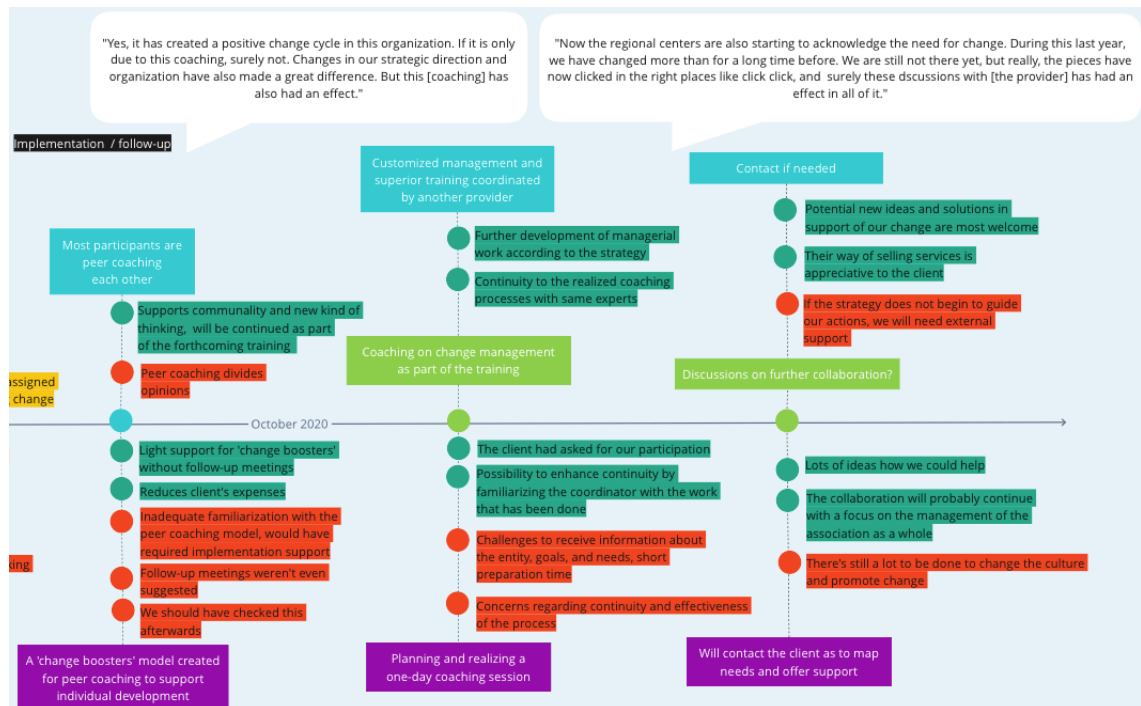 "Yes, it has created a positive change cycle in this organization. If it is only
due to this coaching, surely not. Changes in our strategic direction and
organization have also made a great difference. But this [coaching] has
also had an effect."
"Now the regional centers are also starting to acknowledge the need for change. During this last year,
we have changed more than for a long time before. We are still not there yet, but really, the pieces have
now clicked in the right places like click click, and  surely these dscussions with [the provider] has had an
effect in all of it."
Implementation  / follow-up
Most participants are
peer coaching
each other
Supports communality and new kind of
thinking,  will be continued as part
of the forthcoming training
Peer coaching divides
opinions
assigned
change
Customized management and
superior training coordinated
by another provider
Further development of managerial
work according to the strategy
Continuity to the realized coaching
processes with same experts
Coaching on change management
as part of the training
Contact if needed
Potential new ideas and solutions in
support of our change are most welcome
Their way of selling services is
appreciative to the client
If the strategy does not begin to guide
our actions, we will need external
support
Discussions on further collaboration?
October 2020
Light support for 'change boosters'
without follow-up meetings
Reduces client's expenses
Inadequate familiarization with the
peer coaching model, would have
required implementation support
Follow-up meetings weren't even
suggested
We should have checked this
afterwards
king
A 'change boosters' model created
for peer coaching to support
individual development
The client had asked for our participation
Possibility to enhance continuity by
familiarizing the coordinator with the work
that has been done
Challenges to receive information about
the entity, goals, and needs, short
preparation time
Concerns regarding continuity and effectiveness
of the process
Planning and realizing a
one-day coaching session
Lots of ideas how we could help
The collaboration will probably continue
with a focus on the management of the
association as a whole
There's still a lot to be done to change the culture
and promote change
Will contact the client as to map
needs and offer support